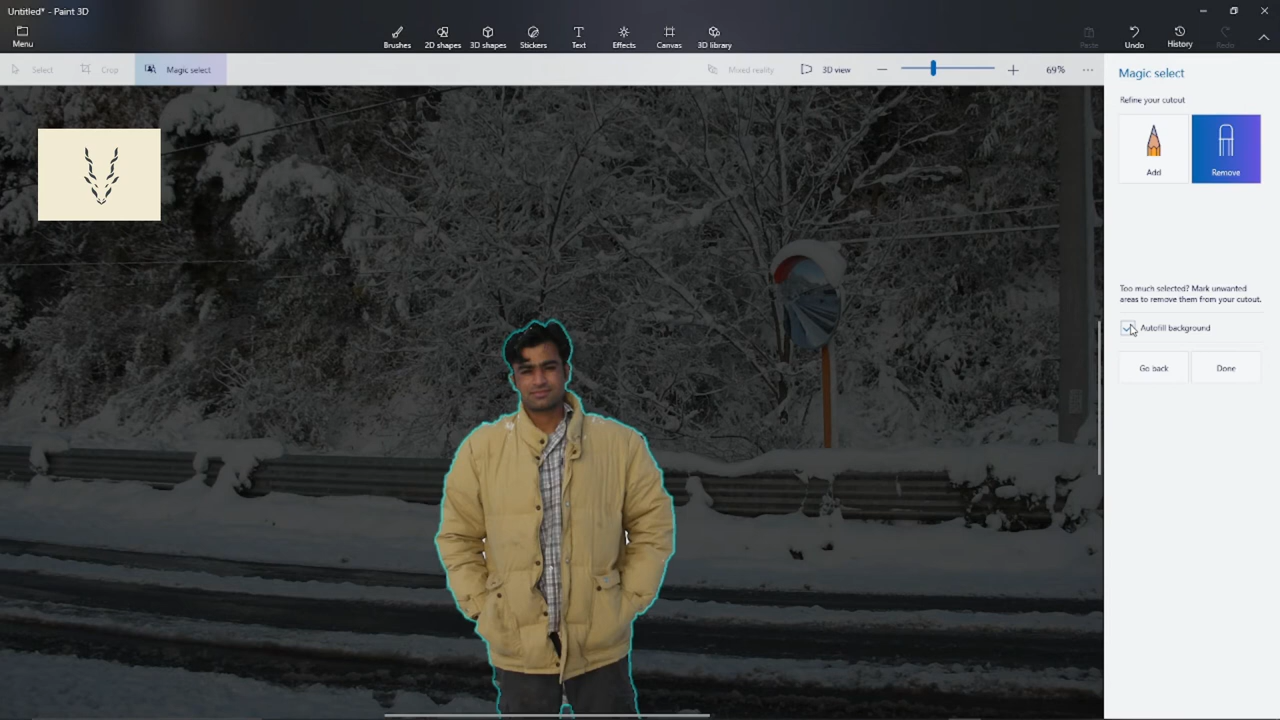 Untitled* - Paint 3D
Menu
Brushes
2D shapes
3D shapes
Stickers
Text
Effects
Canvas
3D library
Paste
Undo
History
Redo
Select
Crop
Magic select
Mixed reality
3D view
69%
Magic select
Refine your cutout
Add
Remove
Too much selected? Mark unwanted
areas to remove them from your cutout.
Autofill background
Go back
Done